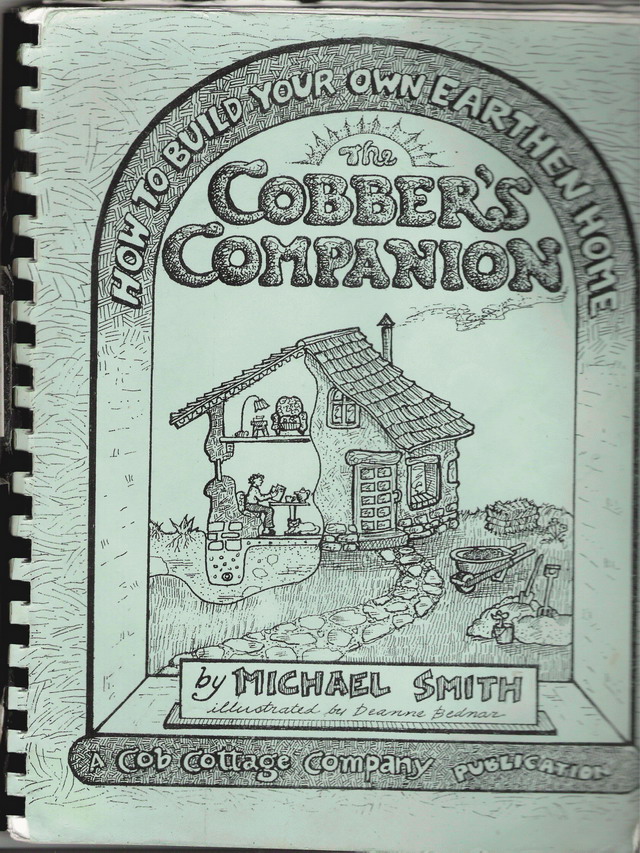 HOW TO BUILD YOUR OWN EARTHEN HOME
The
COBBER'S
COMPANION
by MICHAEL SMITH
illustrated by Deanne Bednar
A Cob Cottage Company PUBLICATION